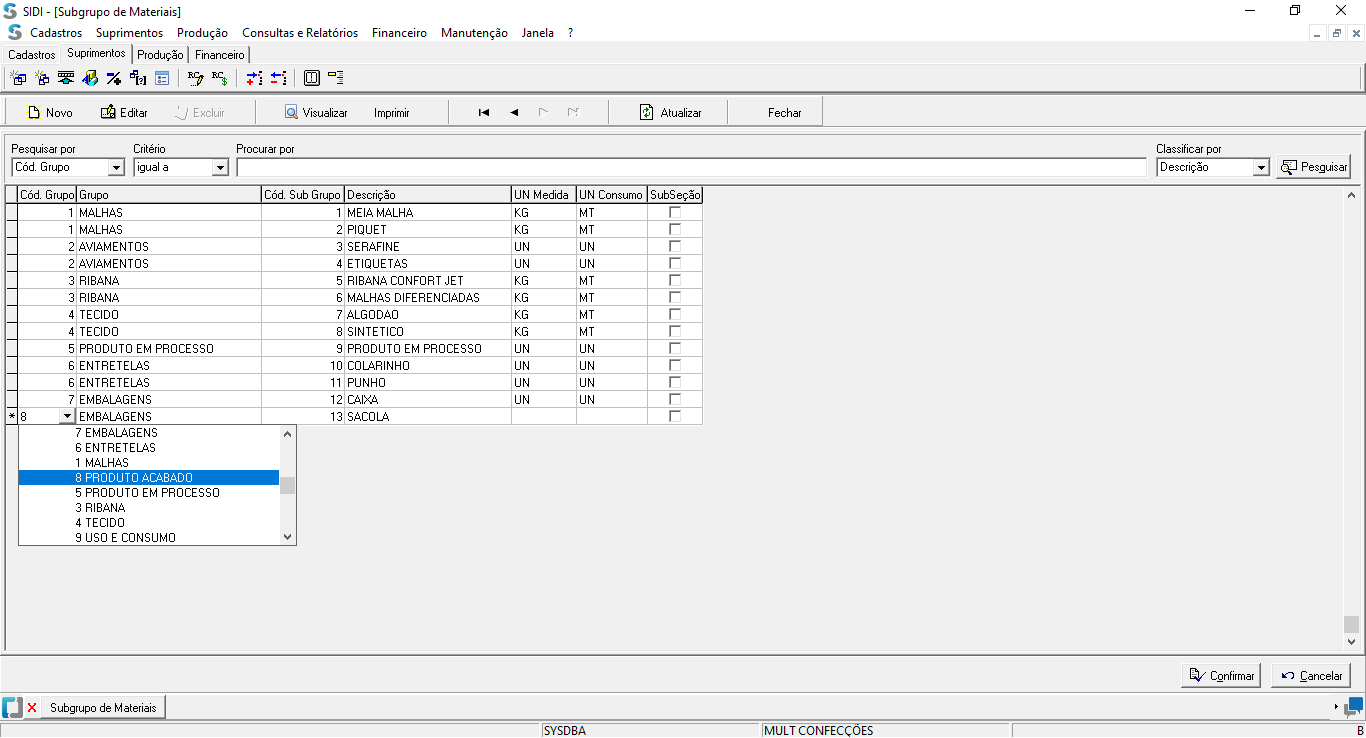 SIDI - [Subgrupo de Materiais]
Cadastros Suprimentos Produção Consultas e Relatórios Financeiro Manutenção Janela ?
Cadastros Suprimentos Produção Financeiro
Novo Editar Excluir Visualizar Imprimir Atualizar Fechar
Pesquisar por Critério Procurar por Classificar por
Cód. Grupo igual a Descrição Pesquisar
Cód. Grupo Grupo Cód. Sub Grupo Descrição UN Medida UN Consumo SubSeção
1 MALHAS 1 MEIA MALHA KG MT
1 MALHAS 2 PIQUET KG MT
2 AVIAMENTOS 3 SERAFINE UN UN
2 AVIAMENTOS 4 ETIQUETAS UN UN
3 RIBANA 5 RIBANA CONFORT JET KG MT
3 RIBANA 6 MALHAS DIFERENCIADAS KG MT
4 TECIDO 7 ALGODAO KG MT
4 TECIDO 8 SINTETICO KG MT
5 PRODUTO EM PROCESSO 9 PRODUTO EM PROCESSO UN UN
6 ENTRETELAS 10 COLARINHO UN UN
6 ENTRETELAS 11 PUNHO UN UN
7 EMBALAGENS 12 CAIXA UN UN
* 8 EMBALAGENS 13 SACOLA
7 EMBALAGENS
6 ENTRETELAS
1 MALHAS
8 PRODUTO ACABADO
5 PRODUTO EM PROCESSO
3 RIBANA
4 TECIDO
9 USO E CONSUMO
Confirmar Cancelar
Subgrupo de Materiais
SYSDBA MULT CONFECÇÕES B